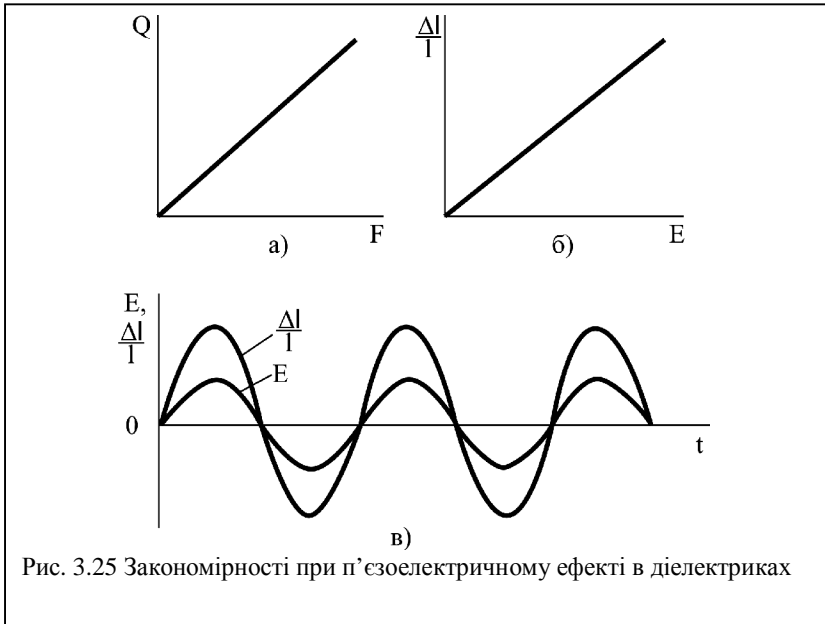 Q
F
а)
Δl
l
E
б)
E,
Δl
l
0
Δl
l
E
t
в)
Рис. 3.25 Закономірності при п’єзоелектричному ефекті в діелектриках